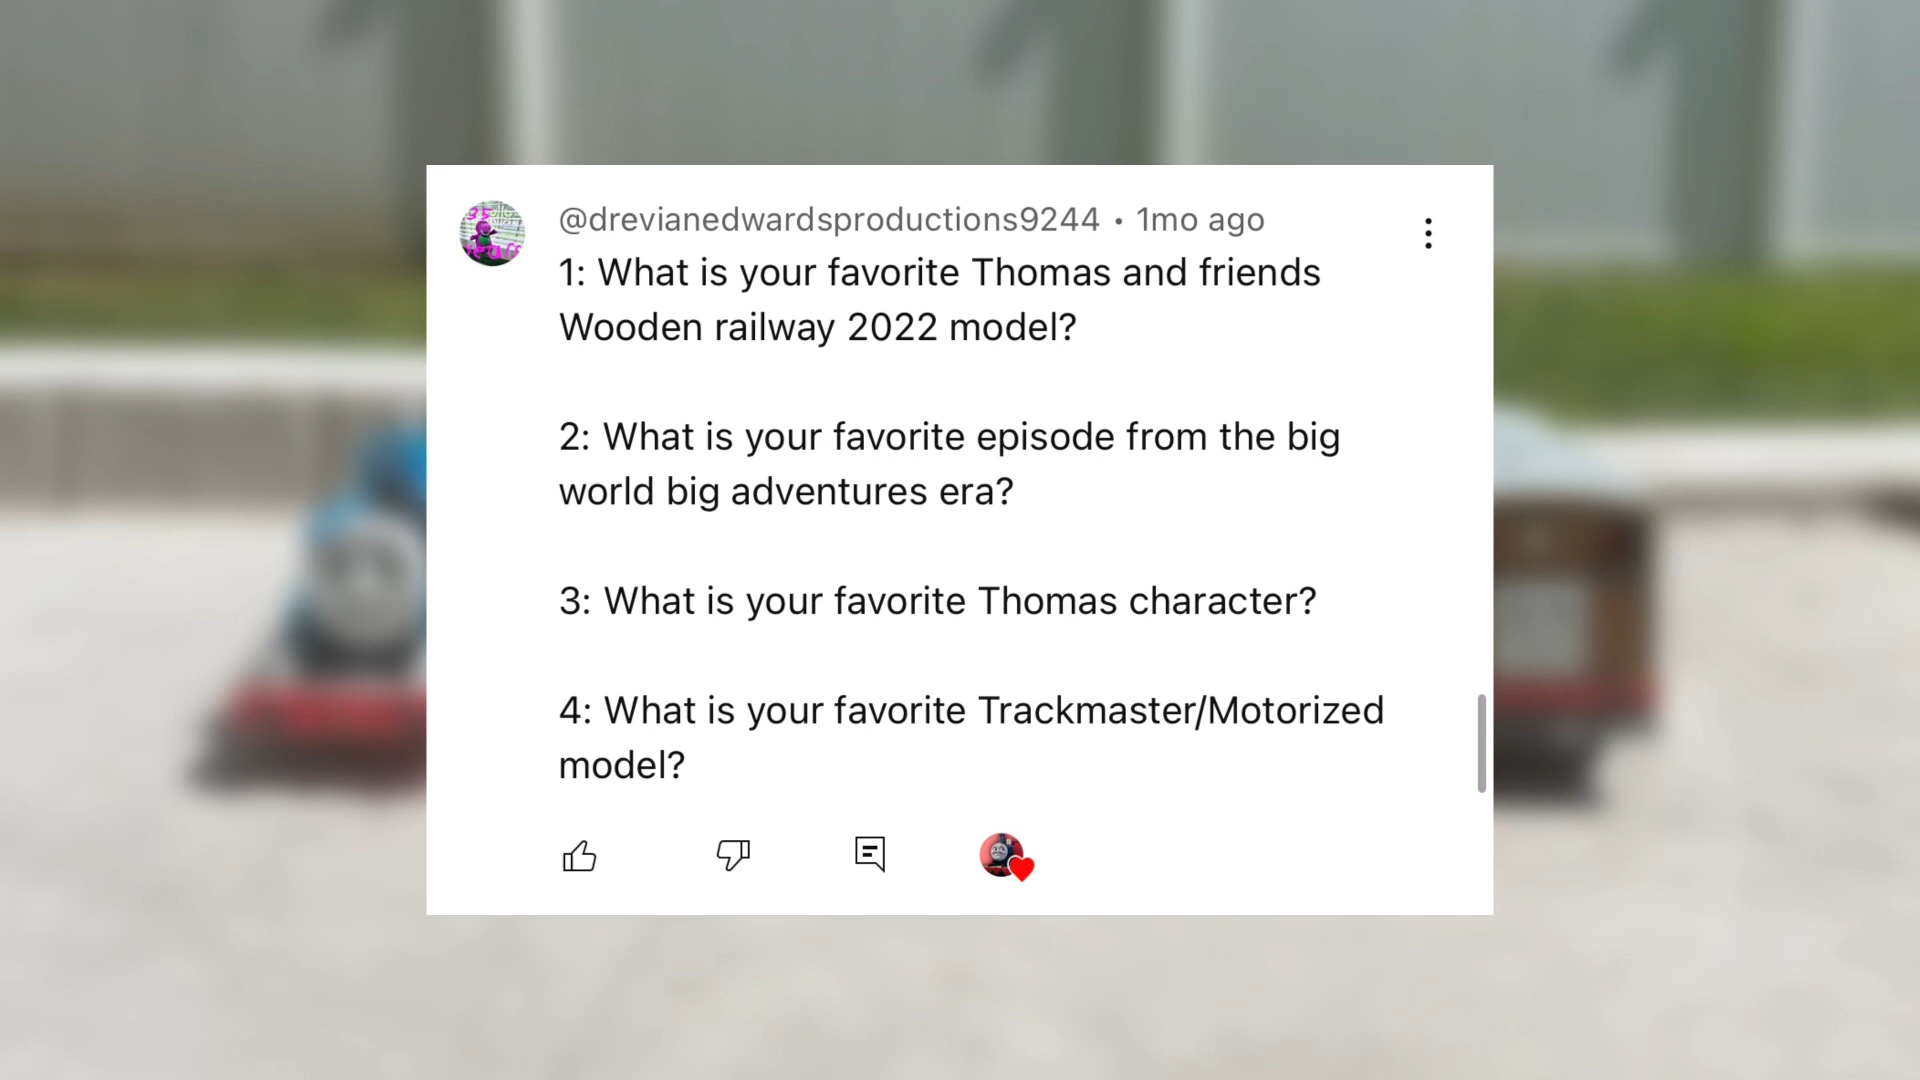 @drevianedwardsproductions9244 • 1mo ago
1: What is your favorite Thomas and friends
Wooden railway 2022 model?
2: What is your favorite episode from the big
world big adventures era?
3: What is your favorite Thomas character?
4: What is your favorite Trackmaster/Motorized
model?